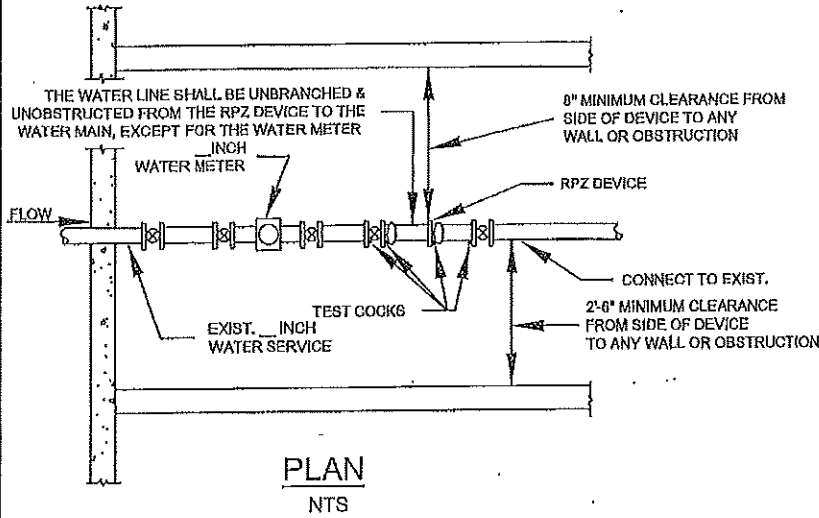 THE WATER LINE SHALL BE UNBRANCHED &
UNOBSTRUCTED FROM THE RPZ DEVICE TO THE
WATER MAIN, EXCEPT FOR THE WATER METER
__INCH
WATER METER
8" MINIMUM CLEARANCE FROM
SIDE OF DEVICE TO ANY
WALL OR OBSTRUCTION
RPZ DEVICE
FLOW
CONNECT TO EXIST.
TEST COCKS
EXIST. __ INCH
WATER SERVICE
2'-6" MINIMUM CLEARANCE
FROM SIDE OF DEVICE
TO ANY WALL OR OBSTRUCTION
PLAN
NTS